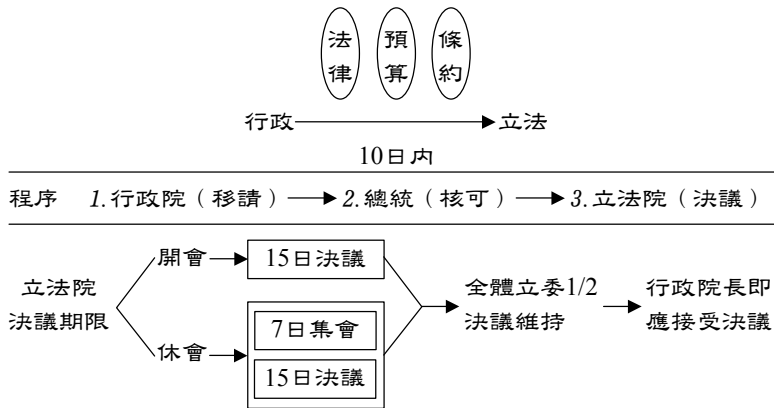 法律 預算 條約
行政 立法
10日內
程序 1.行政院（移請） 2.總統（核可） 3.立法院（決議）
立法院
決議期限
開會
15日決議
休會
7日集會
15日決議
全體立委1/2
決議維持
行政院長即
應接受決議